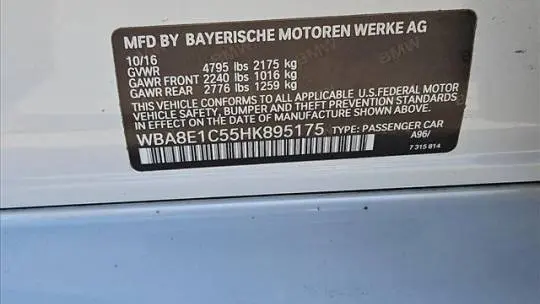 MFD BY BAYERISCHE MOTOREN WERKE AG
10/16
GVWR 4795 lbs 2175 kg
GAWR FRONT 2240 lbs 1016 kg
GAWR REAR 2776 lbs 1259 kg
THIS VEHICLE CONFORMS TO ALL APPLICABLE U.S.FEDERAL MOTOR
VEHICLE SAFETY, BUMPER AND THEFT PREVENTION STANDARDS
IN EFFECT ON THE DATE OF MANUFACTURE SHOWN ABOVE.
WBA8E1C55HK895175 TYPE: PASSENGER CAR
A96/
7 315 814
BMW